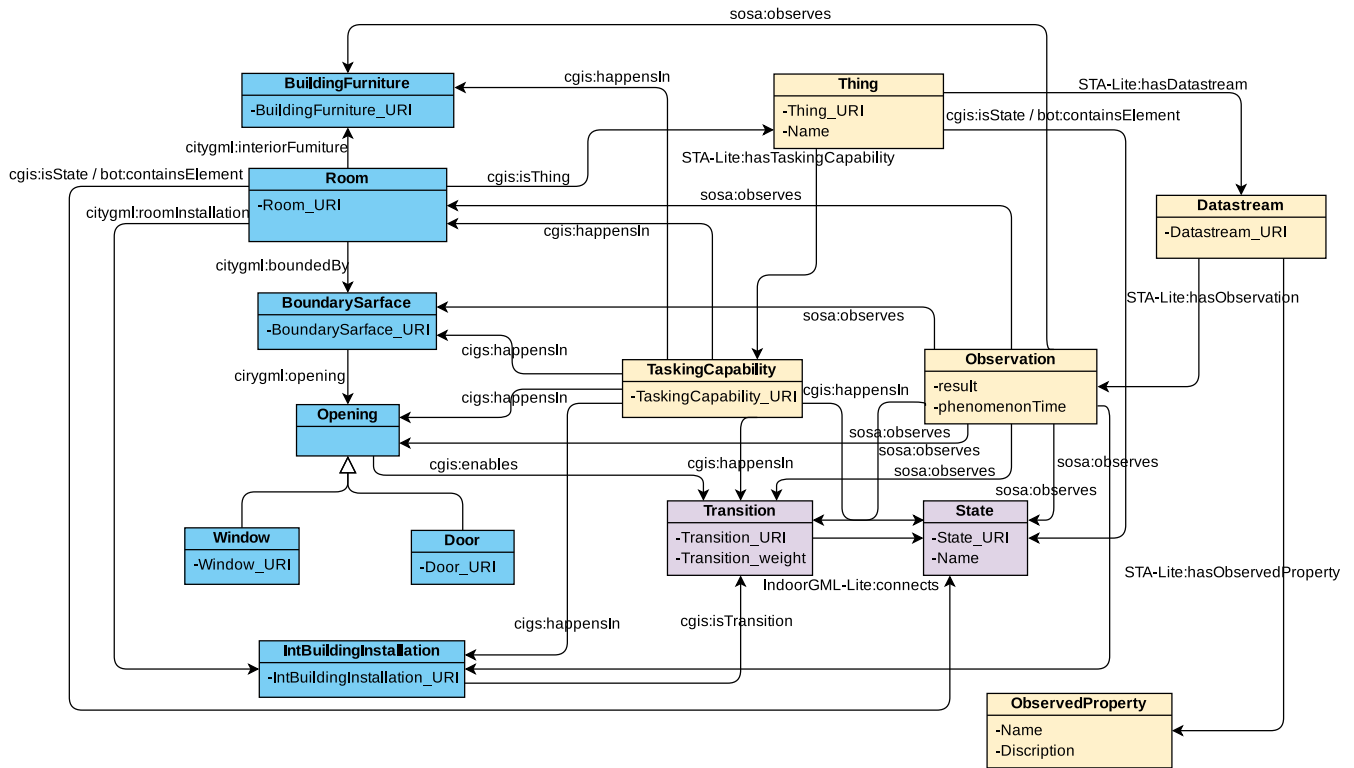 sosa:observes
BuildingFurniture
-BuildingFurniture_URI
cgis:happensIn
Thing
-Thing_URI
-Name
STA-Lite:hasDatastream
cgis:isState / bot:containsElement
citygml:interiorFumiture
STA-Lite:hasTaskingCapability
cgis:isState / bot:containsElement
Room
-Room_URI
cgis:isThing
sosa:observes
citygml:roomInstallation
cgis:happensIn
Datastream
-Datastream_URI
citygml:boundedBy
BoundarySarface
-BoundarySarface_URI
sosa:observes
STA-Lite:hasObservation
cigs:happensIn
Observation
-result
-phenomenonTime
TaskingCapability
-TaskingCapability_URI
cgis:happensIn
cirygml:opening
Opening
cigs:happensIn
sosa:observes
sosa:observes
cgis:enables
cgis:happensIn
sosa:observes
sosa:observes
sosa:observes
Transition
-Transition_URI
-Transition_weight
State
-State_URI
-Name
Window
-Window_URI
Door
-Door_URI
IndoorGML-Lite:connects
STA-Lite:hasObservedProperty
cigs:happensIn
cgis:isTransition
IntBuildingInstallation
-IntBuildingInstallation_URI
ObservedProperty
-Name
-Discription